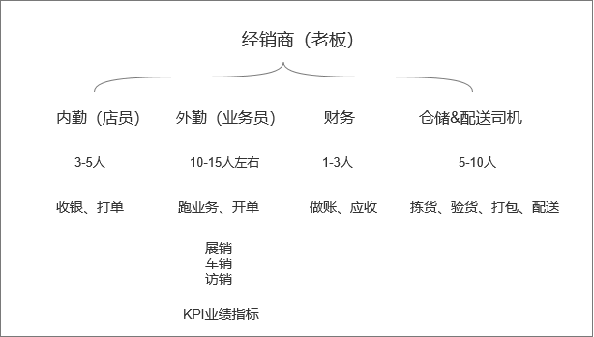 经销商（老板）
内勤（店员）
外勤（业务员）
财务
仓储&配送司机
3-5人
10-15人左右
1-3人
5-10人
收银、打单
跑业务、开单
做账、应收
拣货、验货、打包、配送
展销
车销
访销
KPI业绩指标